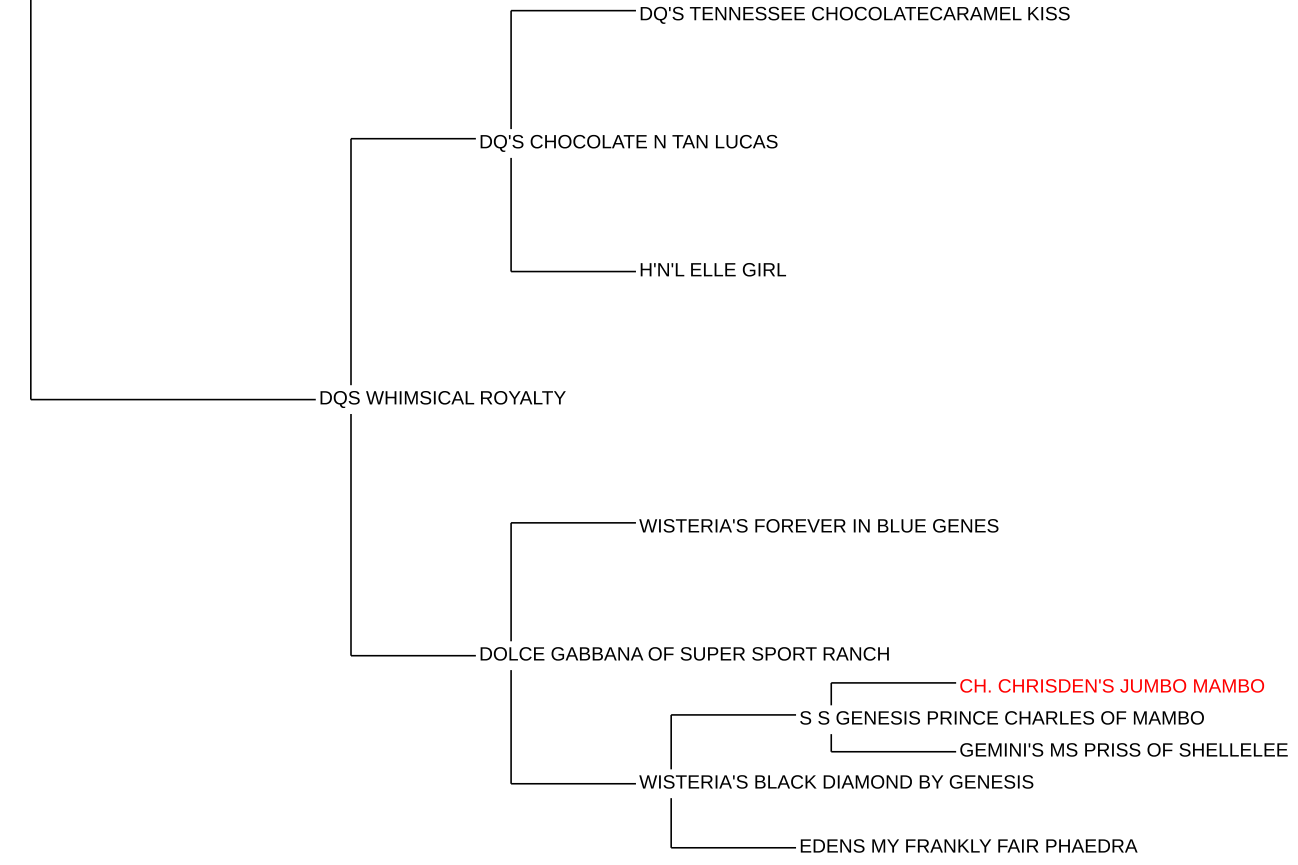 DQ'S TENNESSEE CHOCOLATECARAMEL KISS
DQ'S CHOCOLATE N TAN LUCAS
H'N'L ELLE GIRL
DQS WHIMSICAL ROYALTY
WISTERIA'S FOREVER IN BLUE GENES
DOLCE GABBANA OF SUPER SPORT RANCH
CH. CHRISDEN'S JUMBO MAMBO
S S GENESIS PRINCE CHARLES OF MAMBO
GEMINI'S MS PRISS OF SHELLELEE
WISTERIA'S BLACK DIAMOND BY GENESIS
EDENS MY FRANKLY FAIR PHAEDRA